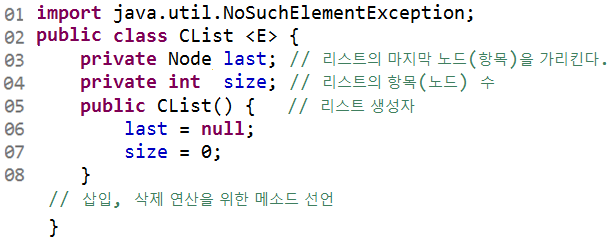 01 import java.util.NoSuchElementException;
02 public class CList <E> {
03     private Node last; // 리스트의 마지막 노드(항목)을 가리킨다.
04     private int  size; // 리스트의 항목(노드) 수
05     public CList() {   // 리스트 생성자
06         last = null;
07         size = 0;
08     }
// 삽입, 삭제 연산을 위한 메소드 선언
}